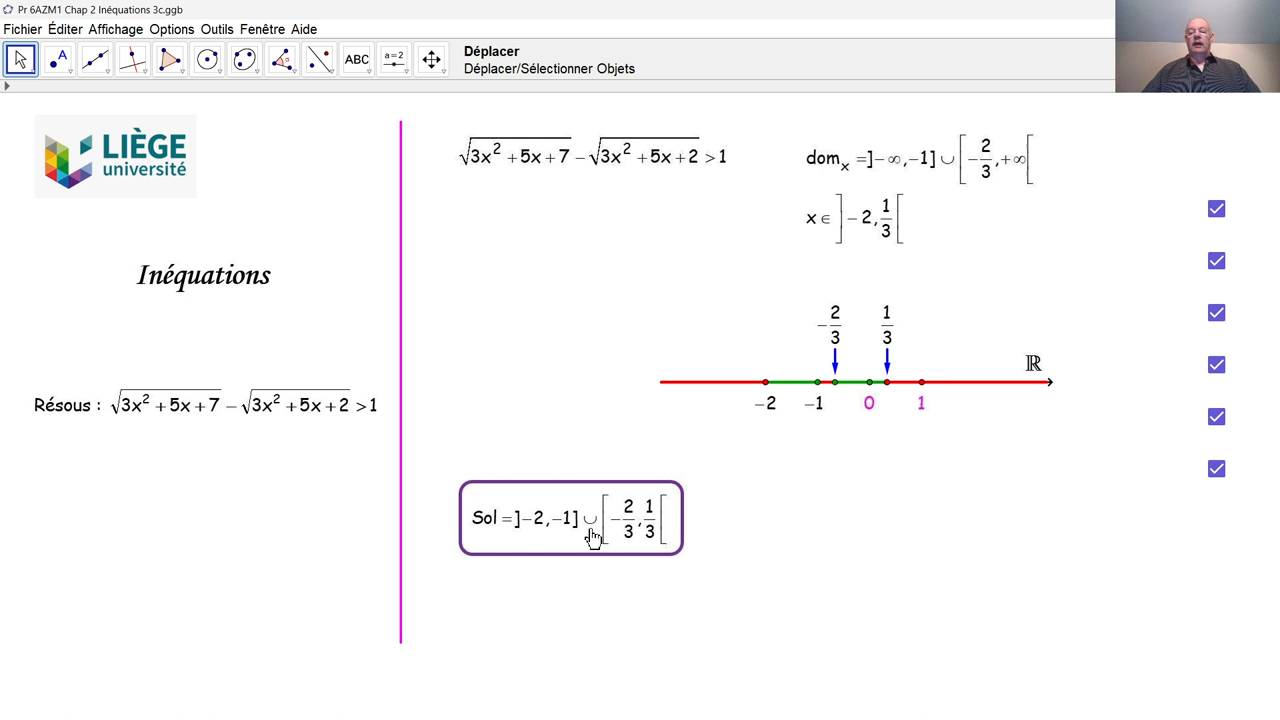 Pr 6AZM1 Chap 2 Inéquations 3c.ggb
Fichier Éditer Affichage Options Outils Fenêtre Aide
A ABC a=2
Déplacer
Déplacer/Sélectionner Objets
LIÈGE
université
Inéquations
Résous : √(3x² + 5x + 7) − √(3x² + 5x + 2) > 1
√(3x² + 5x + 7) − √(3x² + 5x + 2) > 1
domₓ = ]−∞, −1] ∪ [−2/3, +∞[
x ∈ ]−2, 1/3[
−2/3 1/3
ℝ
−2 −1 0 1
Sol = ]−2, −1] ∪ [−2/3, 1/3[